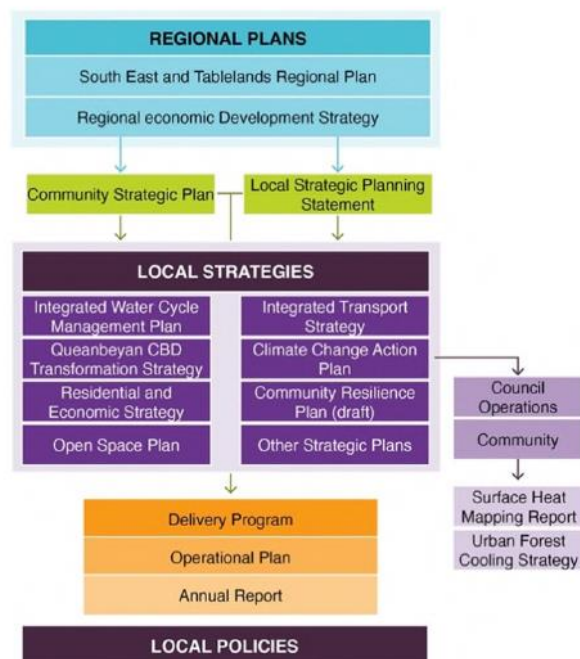 REGIONAL PLANS
South East and Tablelands Regional Plan
Regional economic Development Strategy
Community Strategic Plan
Local Strategic Planning
Statement
LOCAL STRATEGIES
Integrated Water Cycle
Management Plan
Queanbeyan CBD
Transformation Strategy
Residential and
Economic Strategy
Open Space Plan
Integrated Transport
Strategy
Climate Change Action
Plan
Community Resilience
Plan (draft)
Other Strategic Plans
Council
Operations
Community
Surface Heat
Mapping Report
Urban Forest
Cooling Strategy
Delivery Program
Operational Plan
Annual Report
LOCAL POLICIES